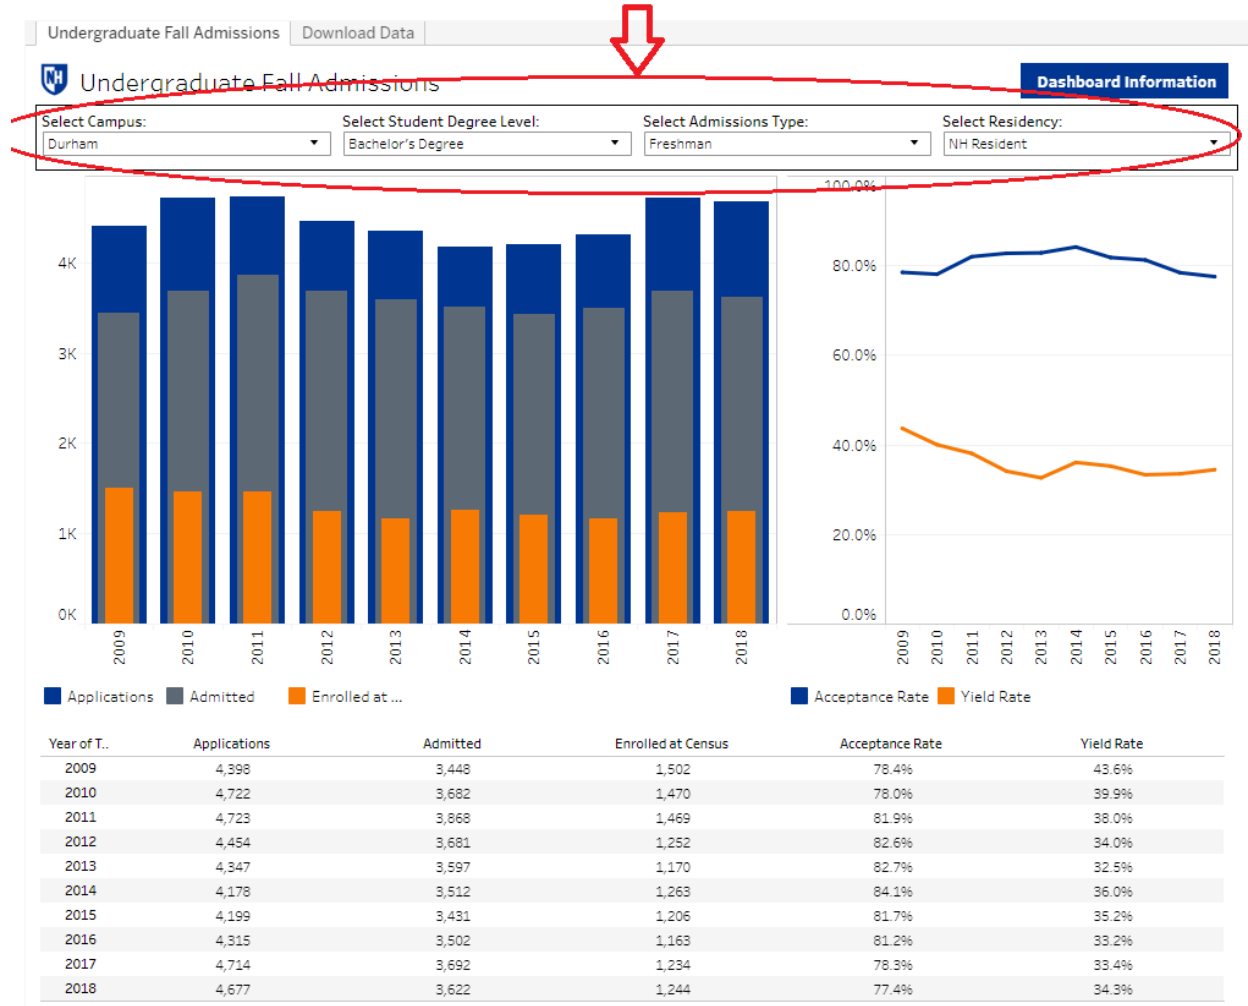 Undergraduate Fall Admissions Download Data
NH Undergraduate Fall Admissions Dashboard Information
Select Campus: Select Student Degree Level: Select Admissions Type: Select Residency:
Durham Bachelor's Degree Freshman NH Resident
100.0%
4K 80.0%
3K 60.0%
2K 40.0%
1K 20.0%
0K 0.0%
2009 2010 2011 2012 2013 2014 2015 2016 2017 2018 2009 2010 2011 2012 2013 2014 2015 2016 2017 2018
Applications Admitted Enrolled at ... Acceptance Rate Yield Rate
Year of T.. Applications Admitted Enrolled at Census Acceptance Rate Yield Rate
2009 4,398 3,448 1,502 78.4% 43.6%
2010 4,722 3,682 1,470 78.0% 39.9%
2011 4,723 3,868 1,469 81.9% 38.0%
2012 4,454 3,681 1,252 82.6% 34.0%
2013 4,347 3,597 1,170 82.7% 32.5%
2014 4,178 3,512 1,263 84.1% 36.0%
2015 4,199 3,431 1,206 81.7% 35.2%
2016 4,315 3,502 1,163 81.2% 33.2%
2017 4,714 3,692 1,234 78.3% 33.4%
2018 4,677 3,622 1,244 77.4% 34.3%